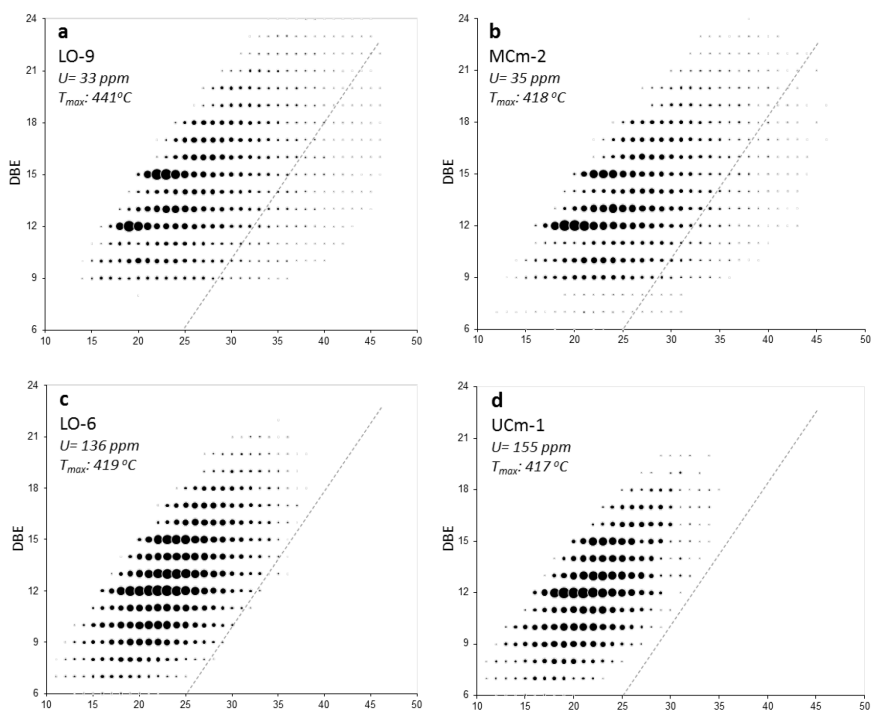 a
LO-9
U= 33 ppm
Tmax: 441oC
DBE
24
21
18
15
12
9
6
10 15 20 25 30 35 40 45 50
b
MCm-2
U= 35 ppm
Tmax: 418 oC
DBE
24
21
18
15
12
9
6
10 15 20 25 30 35 40 45 50
c
LO-6
U= 136 ppm
Tmax: 419 oC
DBE
24
21
18
15
12
9
6
10 15 20 25 30 35 40 45 50
d
UCm-1
U= 155 ppm
Tmax: 417 oC
DBE
24
21
18
15
12
9
6
10 15 20 25 30 35 40 45 50